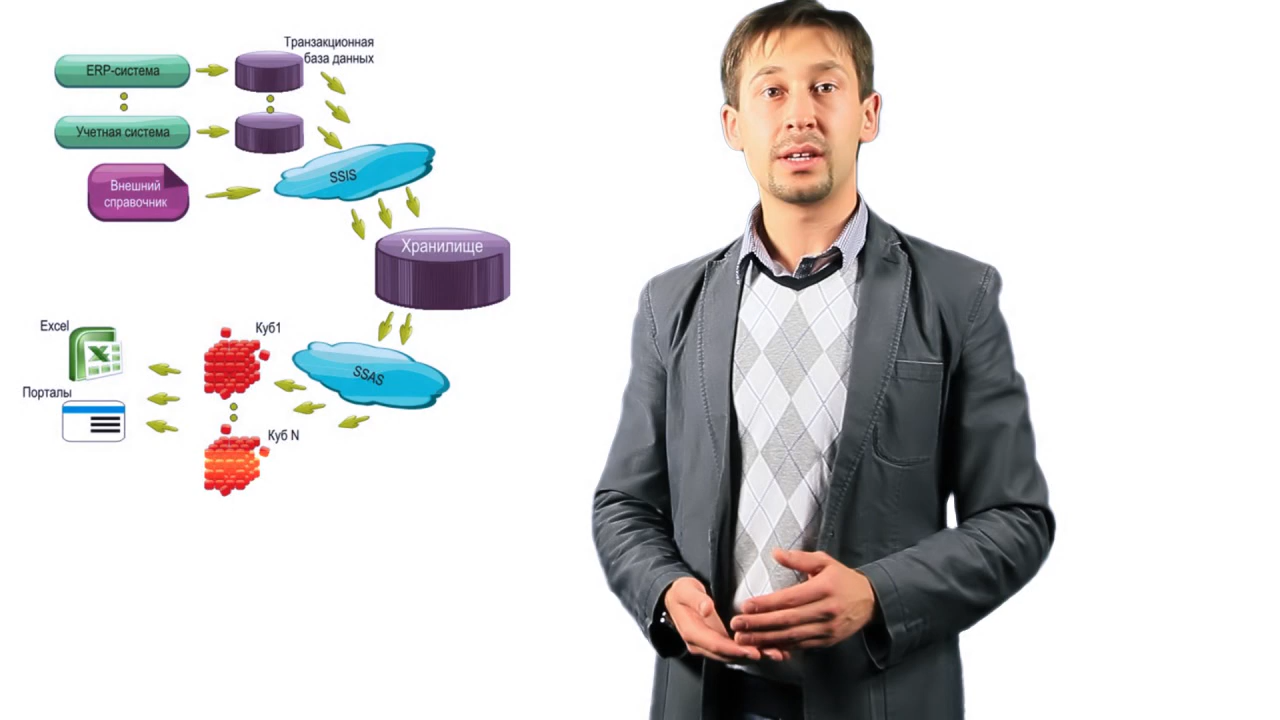 Транзакционная
база данных
ERP-система
Учетная система
Внешний
справочник
SSIS
Хранилище
Excel
Куб1
SSAS
Порталы
Куб N